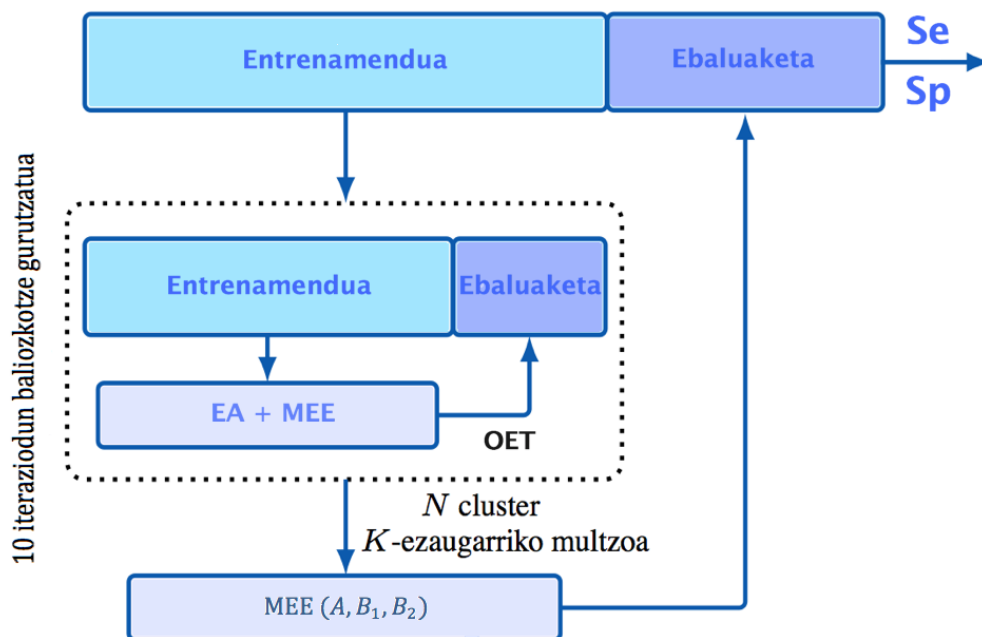 Entrenamendua
Ebaluaketa
Se
Sp
10 iteraziodun baliozkotze gurutzatua
Entrenamendua
Ebaluaketa
EA + MEE
OET
N cluster
K-ezaugarriko multzoa
MEE (A, B₁, B₂)